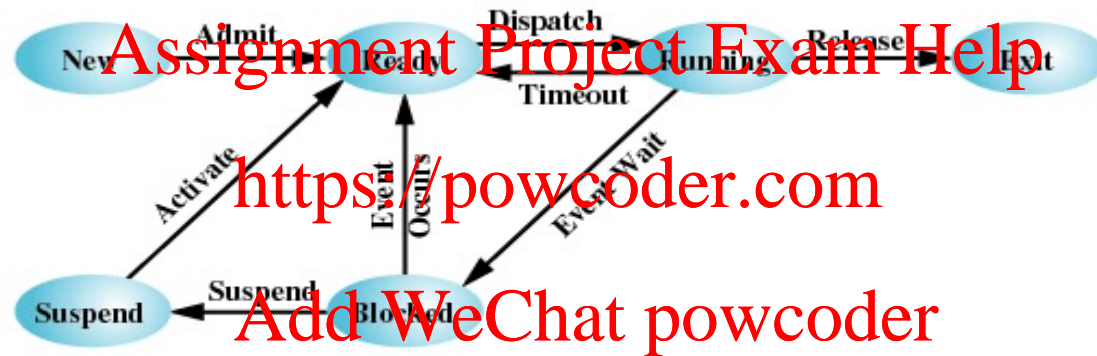 Dispatch
Admit
Release
New
Ready
Running
Exit
Assignment Project Exam Help
Timeout
Activate
Event
Occurs
Event Wait
https://powcoder.com
Suspend
Suspend
Blocked
Add WeChat powcoder